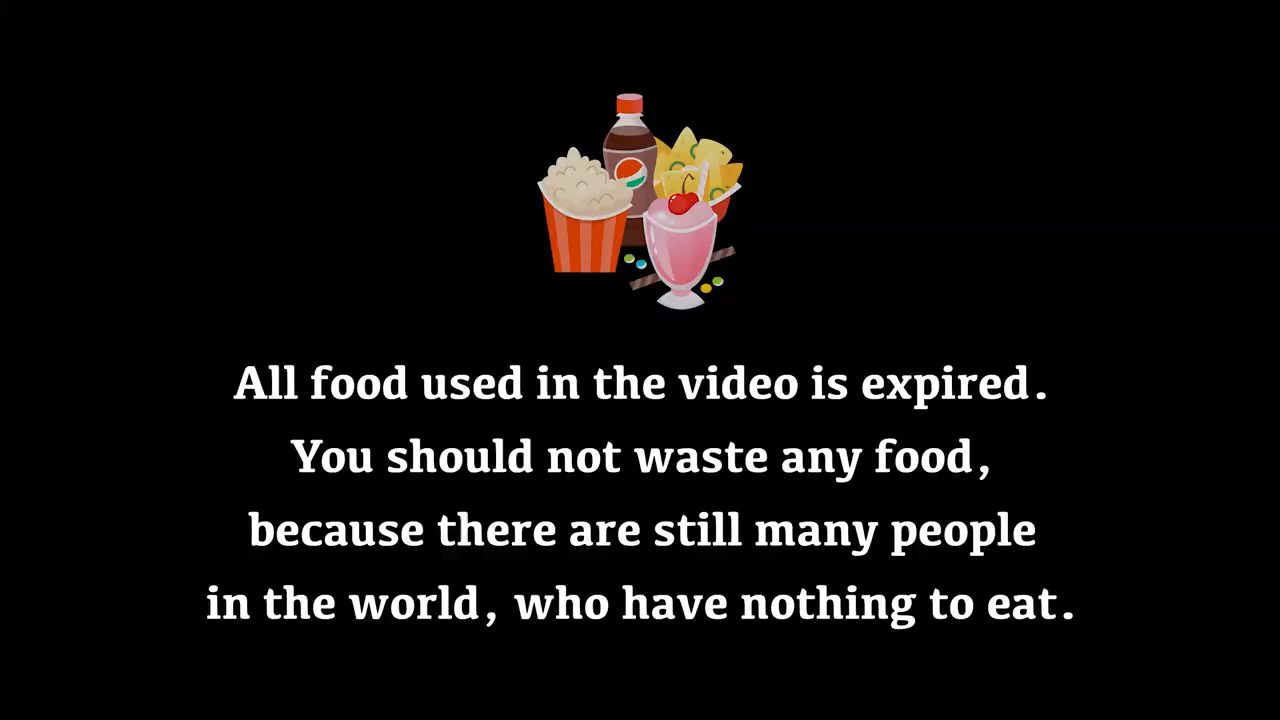 All food used in the video is expired.
You should not waste any food,
because there are still many people
in the world, who have nothing to eat.